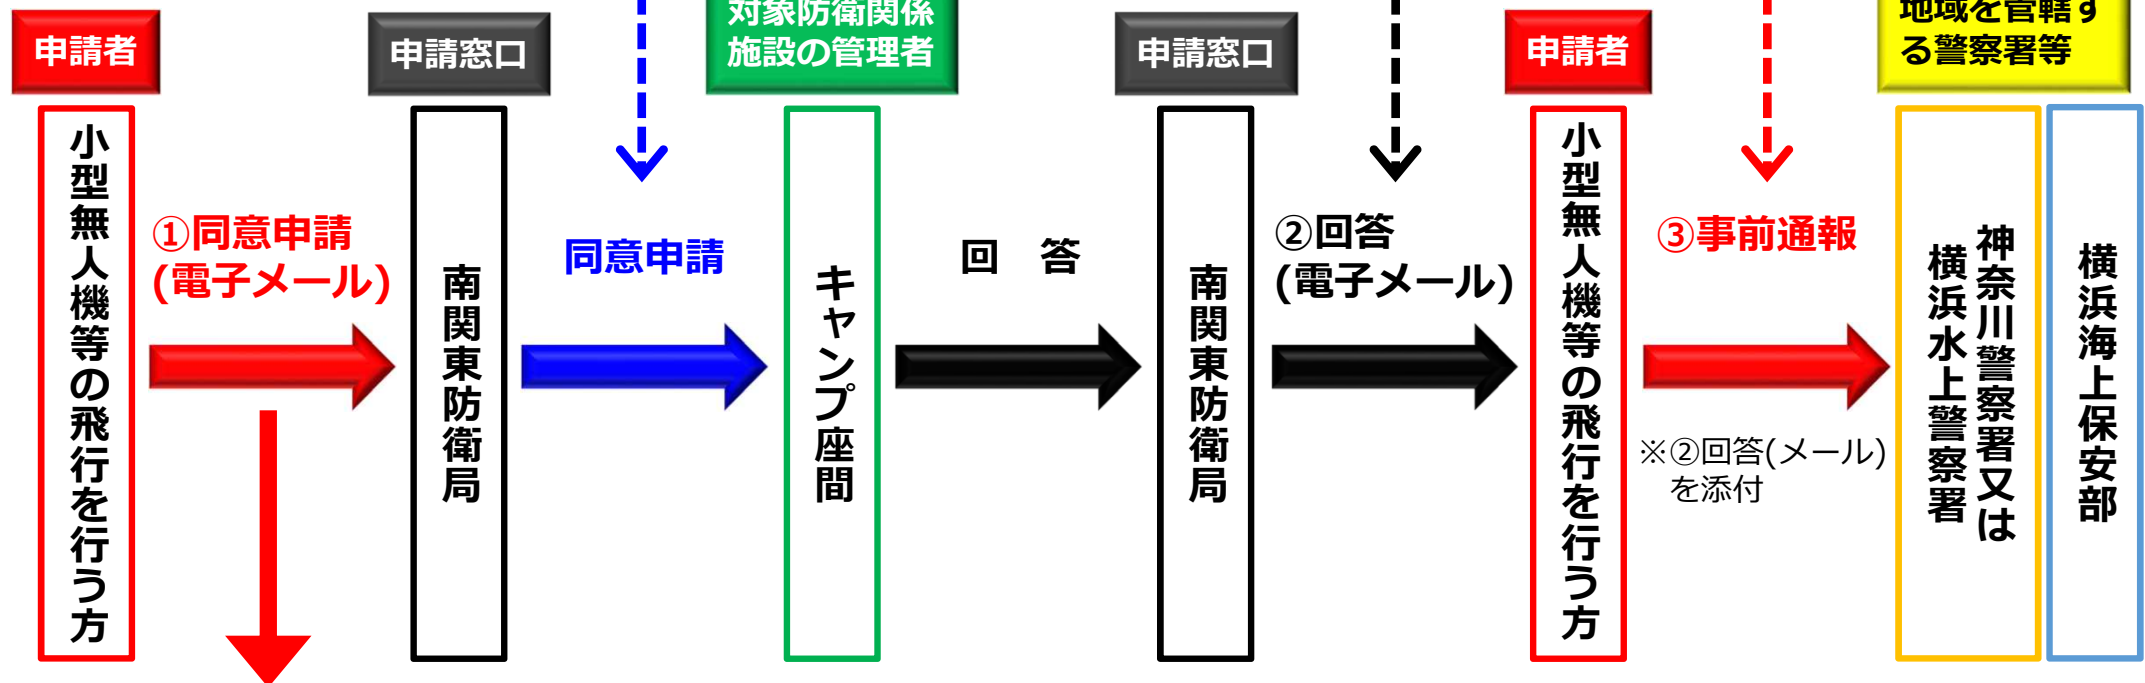 申請者
小型無人機等の飛行を行う方
①同意申請
(電子メール)
申請窓口
南関東防衛局
同意申請
対象防衛関係
施設の管理者
キャンプ座間
回　答
申請窓口
南関東防衛局
②回答
(電子メール)
申請者
小型無人機等の飛行を行う方
③事前通報
※②回答(メール)
を添付
地域を管轄す
る警察署等
神奈川警察署又は
横浜水上警察署
横浜海上保安部